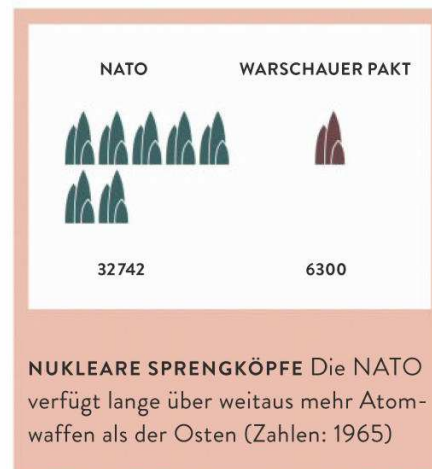 NATO
WARSCHAUER PAKT
32742
6300
NUKLEARE SPRENGKÖPFE Die NATO
verfügt lange über weitaus mehr Atom-
waffen als der Osten (Zahlen: 1965)